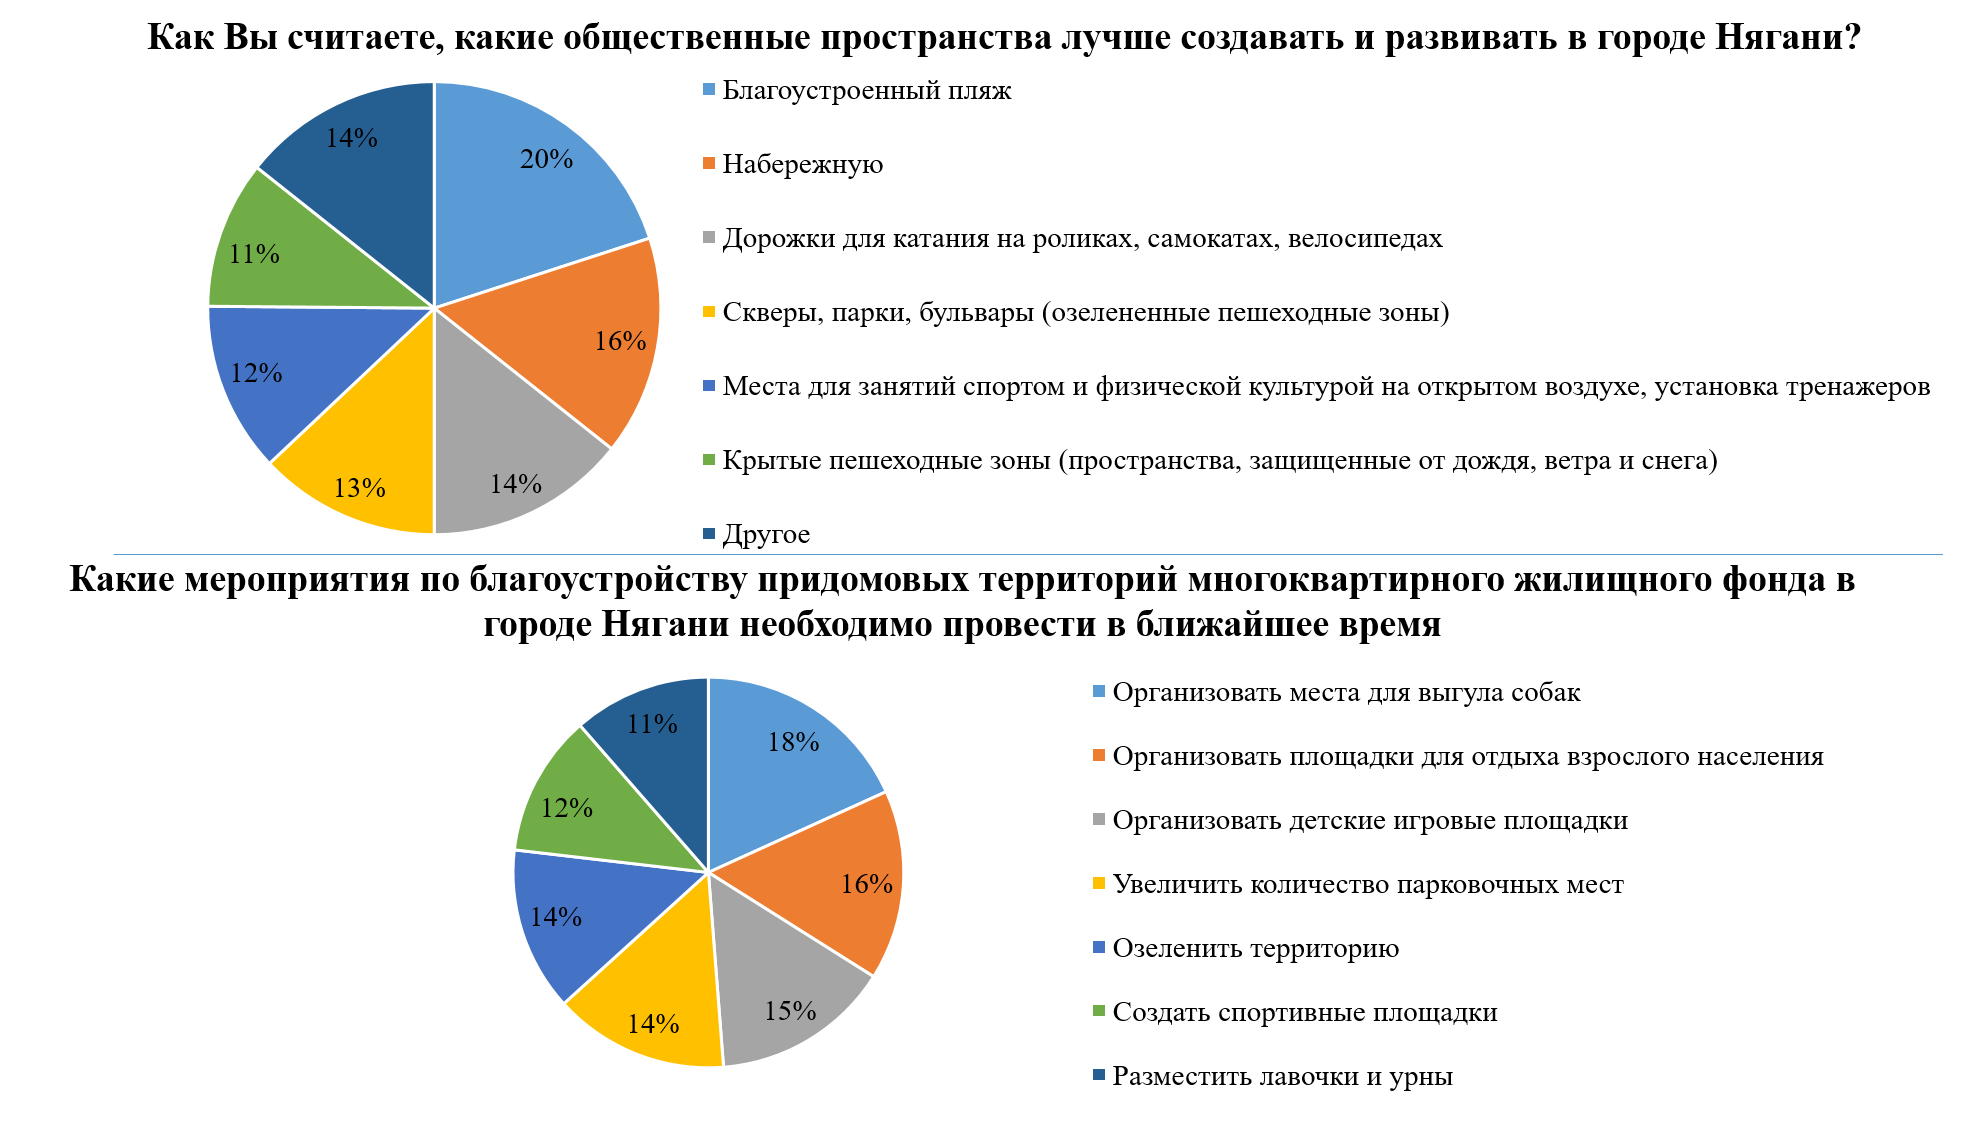 Как Вы считаете, какие общественные пространства лучше создавать и развивать в городе Нягани?
20%
16%
14%
13%
12%
11%
14%
Благоустроенный пляж
Набережную
Дорожки для катания на роликах, самокатах, велосипедах
Скверы, парки, бульвары (озелененные пешеходные зоны)
Места для занятий спортом и физической культурой на открытом воздухе, установка тренажеров
Крытые пешеходные зоны (пространства, защищенные от дождя, ветра и снега)
Другое
Какие мероприятия по благоустройству придомовых территорий многоквартирного жилищного фонда в
городе Нягани необходимо провести в ближайшее время
18%
16%
15%
14%
14%
12%
11%
Организовать места для выгула собак
Организовать площадки для отдыха взрослого населения
Организовать детские игровые площадки
Увеличить количество парковочных мест
Озеленить территорию
Создать спортивные площадки
Разместить лавочки и урны